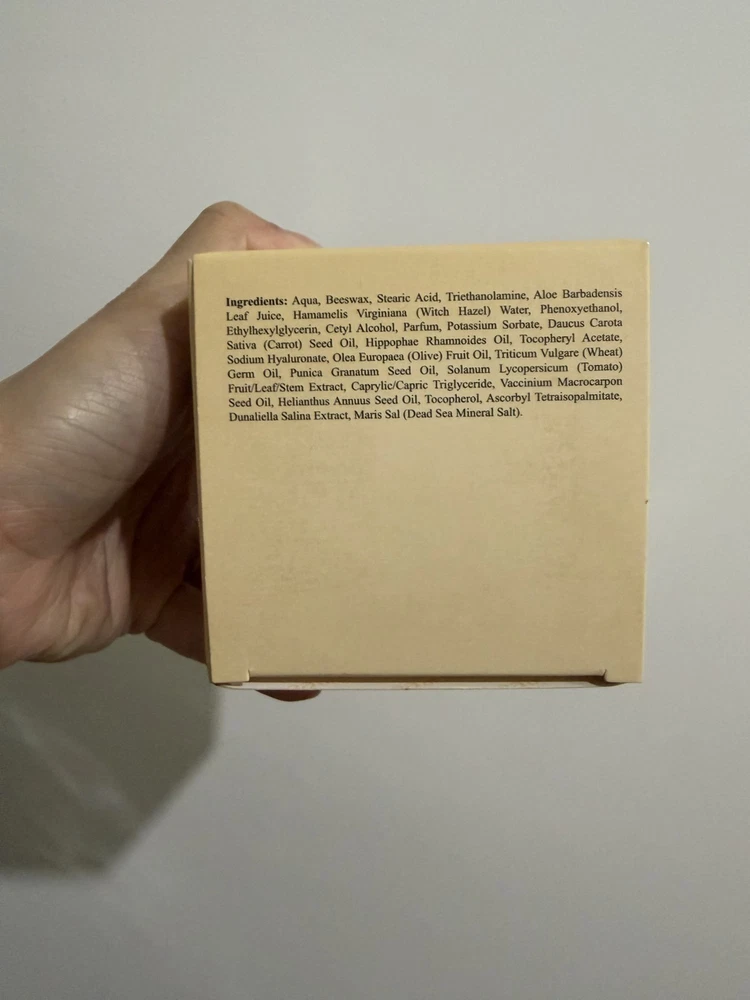 Ingredients: Aqua, Beeswax, Stearic Acid, Triethanolamine, Aloe Barbadensis
Leaf Juice, Hamamelis Virginiana (Witch Hazel) Water, Phenoxyethanol,
Ethylhexylglycerin, Cetyl Alcohol, Parfum, Potassium Sorbate, Daucus Carota
Sativa (Carrot) Seed Oil, Hippophae Rhamnoides Oil, Tocopheryl Acetate,
Sodium Hyaluronate, Olea Europaea (Olive) Fruit Oil, Triticum Vulgare (Wheat)
Germ Oil, Punica Granatum Seed Oil, Solanum Lycopersicum (Tomato)
Fruit/Leaf/Stem Extract, Caprylic/Capric Triglyceride, Vaccinium Macrocarpon
Seed Oil, Helianthus Annuus Seed Oil, Tocopherol, Ascorbyl Tetraisopalmitate,
Dunaliella Salina Extract, Maris Sal (Dead Sea Mineral Salt).